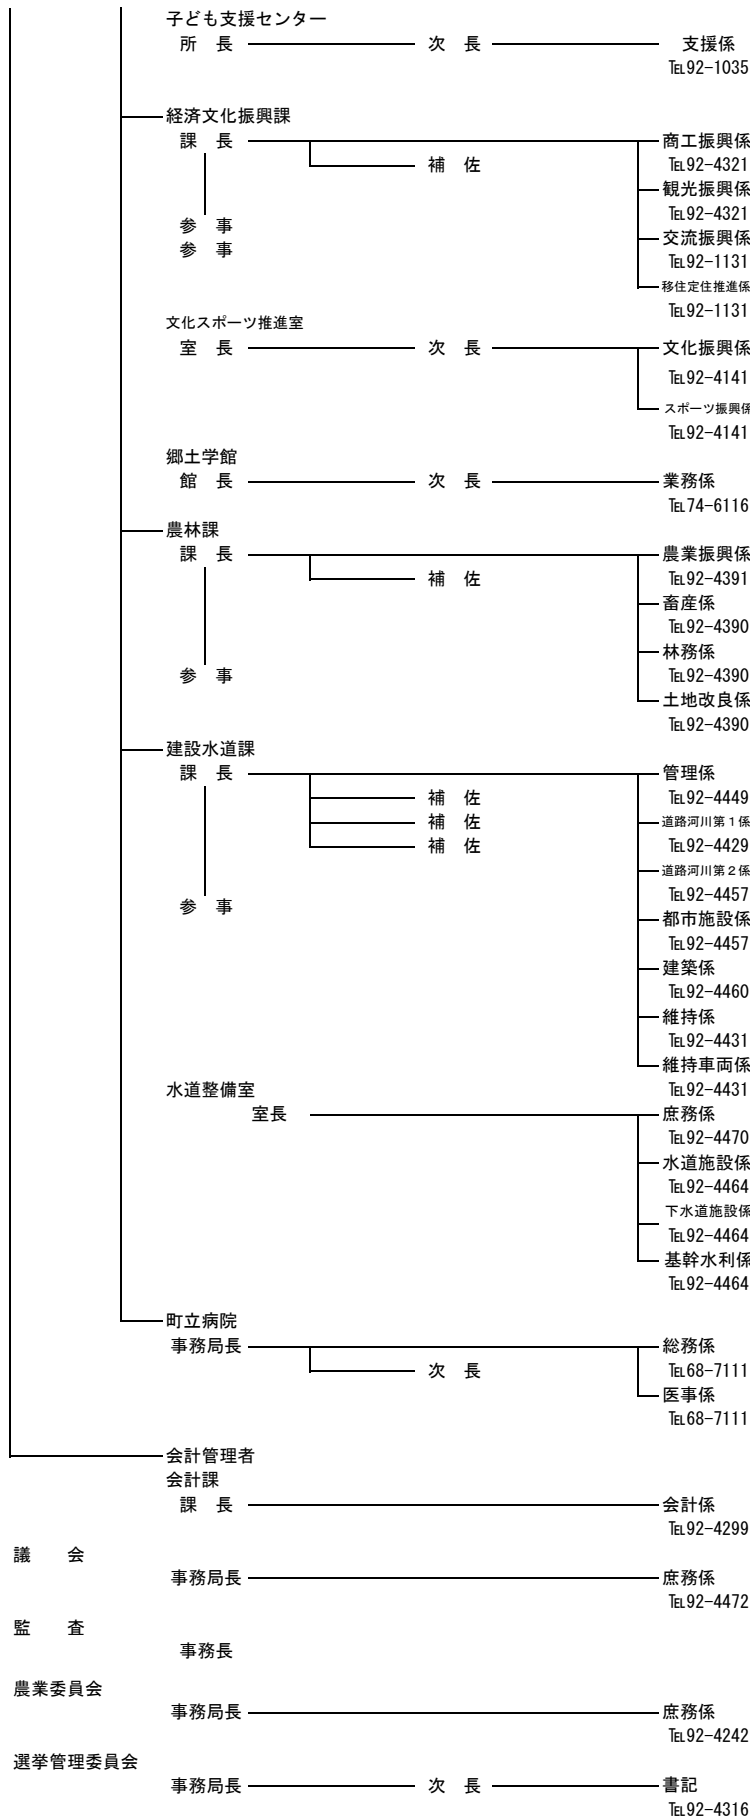 子ども支援センター
所　長　次　長　支援係
℡92-1035
経済文化振興課
課　長　商工振興係
補　佐　℡92-4321
観光振興係
℡92-4321
参　事
交流振興係
参　事
℡92-1131
移住定住推進係
℡92-1131
文化スポーツ推進室
室　長　次　長　文化振興係
℡92-4141
スポーツ振興係
℡92-4141
郷土学館
館　長　次　長　業務係
℡74-6116
農林課
課　長　農業振興係
補　佐　℡92-4391
畜産係
℡92-4390
林務係
参　事　℡92-4390
土地改良係
℡92-4390
建設水道課
課　長　管理係
補　佐　℡92-4449
補　佐　道路河川第１係
補　佐　℡92-4429
道路河川第２係
℡92-4457
参　事
都市施設係
℡92-4457
建築係
℡92-4460
維持係
℡92-4431
維持車両係
水道整備室　℡92-4431
室長　庶務係
℡92-4470
水道施設係
℡92-4464
下水道施設係
℡92-4464
基幹水利係
℡92-4464
町立病院
事務局長　総務係
次　長　℡68-7111
医事係
℡68-7111
会計管理者
会計課
課　長　会計係
℡92-4299
議　　会
事務局長　庶務係
℡92-4472
監　　査
事務長
農業委員会
事務局長　庶務係
℡92-4242
選挙管理委員会
事務局長　次　長　書記
℡92-4316